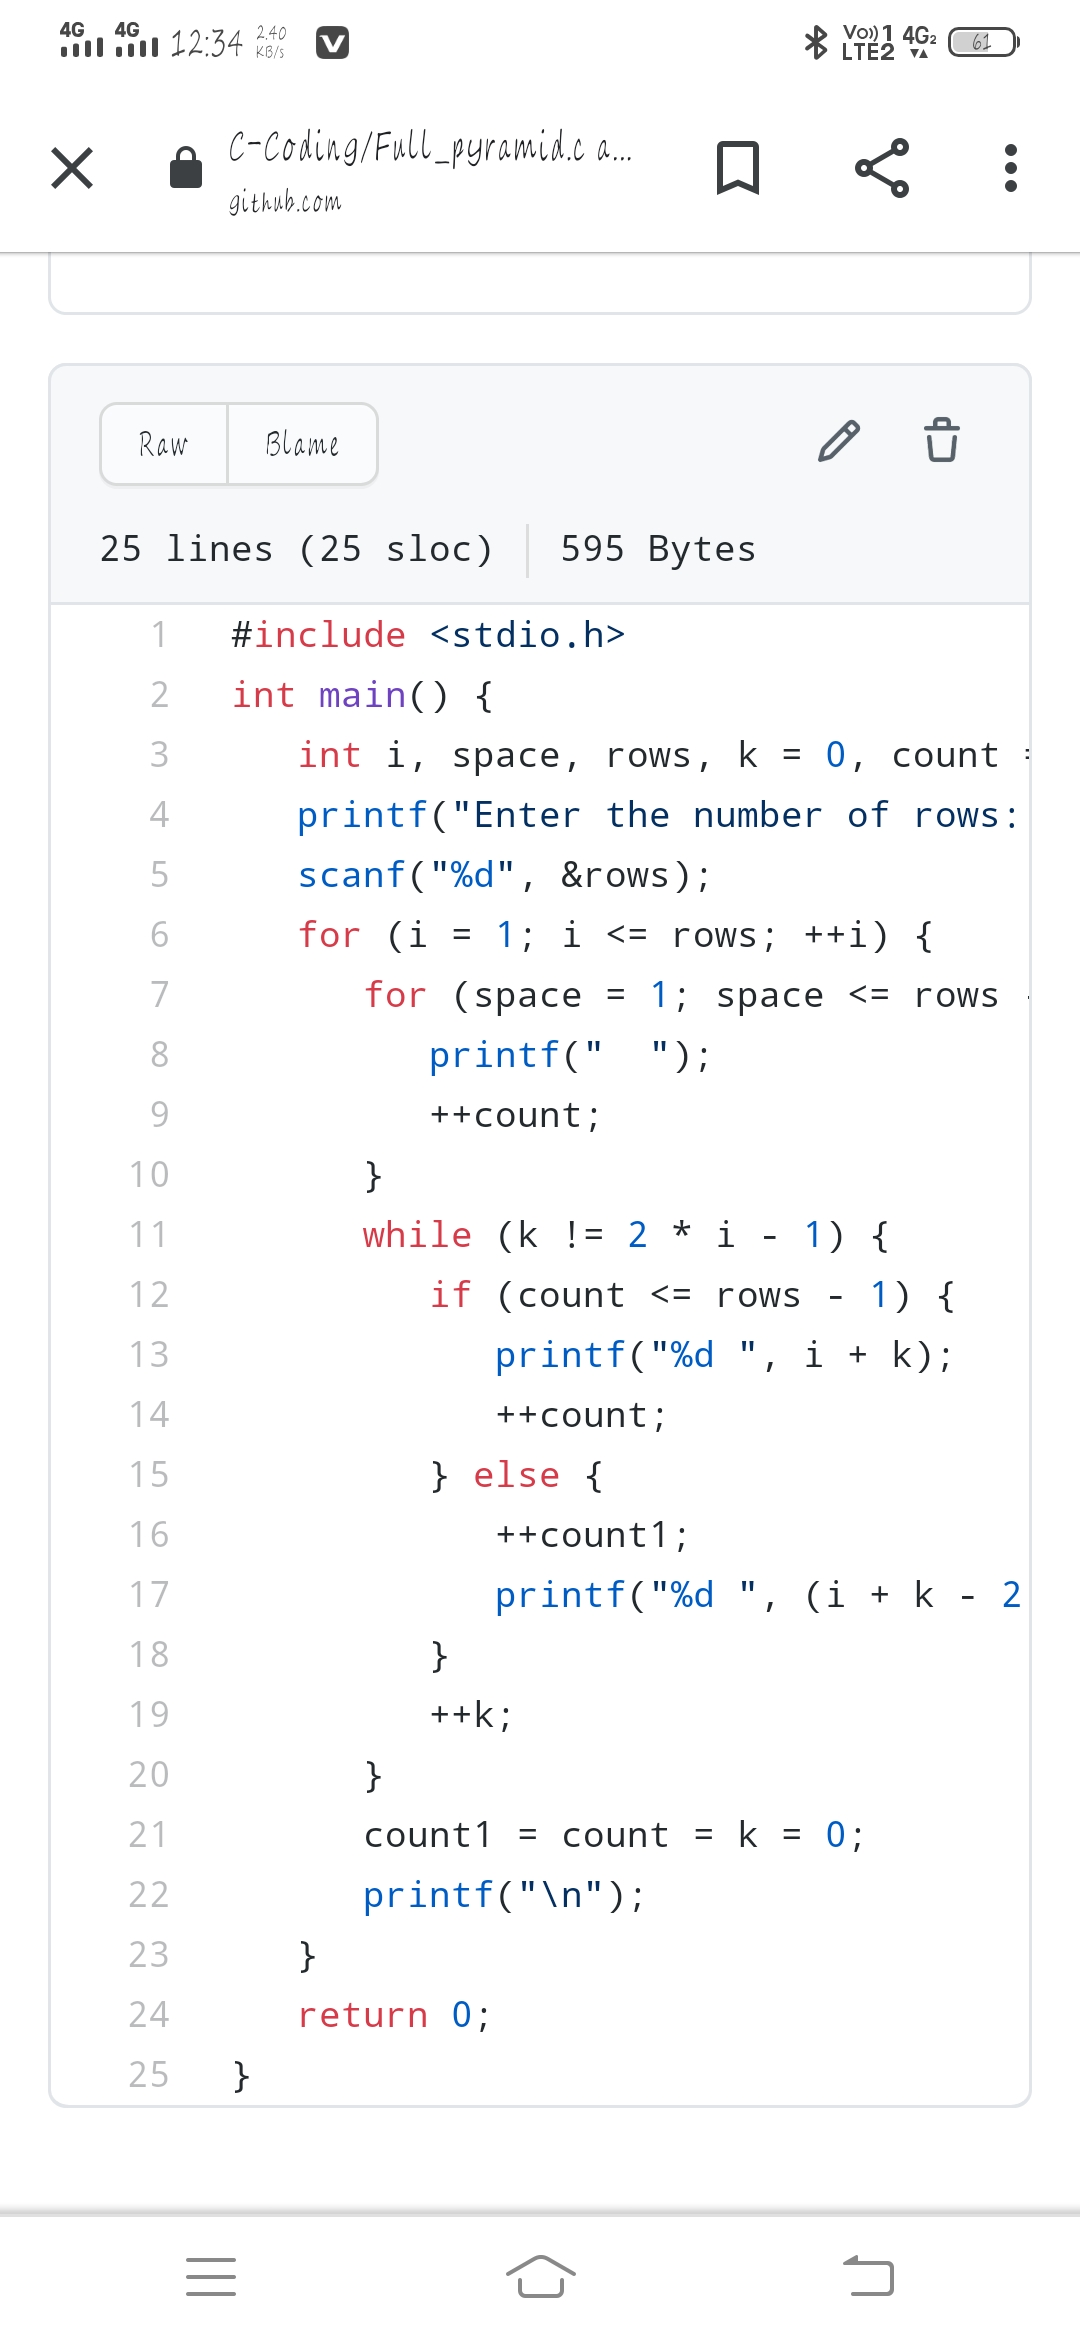 4G 4G 12:34 2.40 KB/s V Vo)) 1 LTE2 4G2 61
C-Coding/Full_pyramid.c a...
github.com
Raw Blame
25 lines (25 sloc) 595 Bytes
1 #include <stdio.h>
2 int main() {
3 int i, space, rows, k = 0, count =
4 printf("Enter the number of rows:
5 scanf("%d", &rows);
6 for (i = 1; i <= rows; ++i) {
7 for (space = 1; space <= rows -
8 printf("  ");
9 ++count;
10 }
11 while (k != 2 * i - 1) {
12 if (count <= rows - 1) {
13 printf("%d ", i + k);
14 ++count;
15 } else {
16 ++count1;
17 printf("%d ", (i + k - 2
18 }
19 ++k;
20 }
21 count1 = count = k = 0;
22 printf("\n");
23 }
24 return 0;
25 }